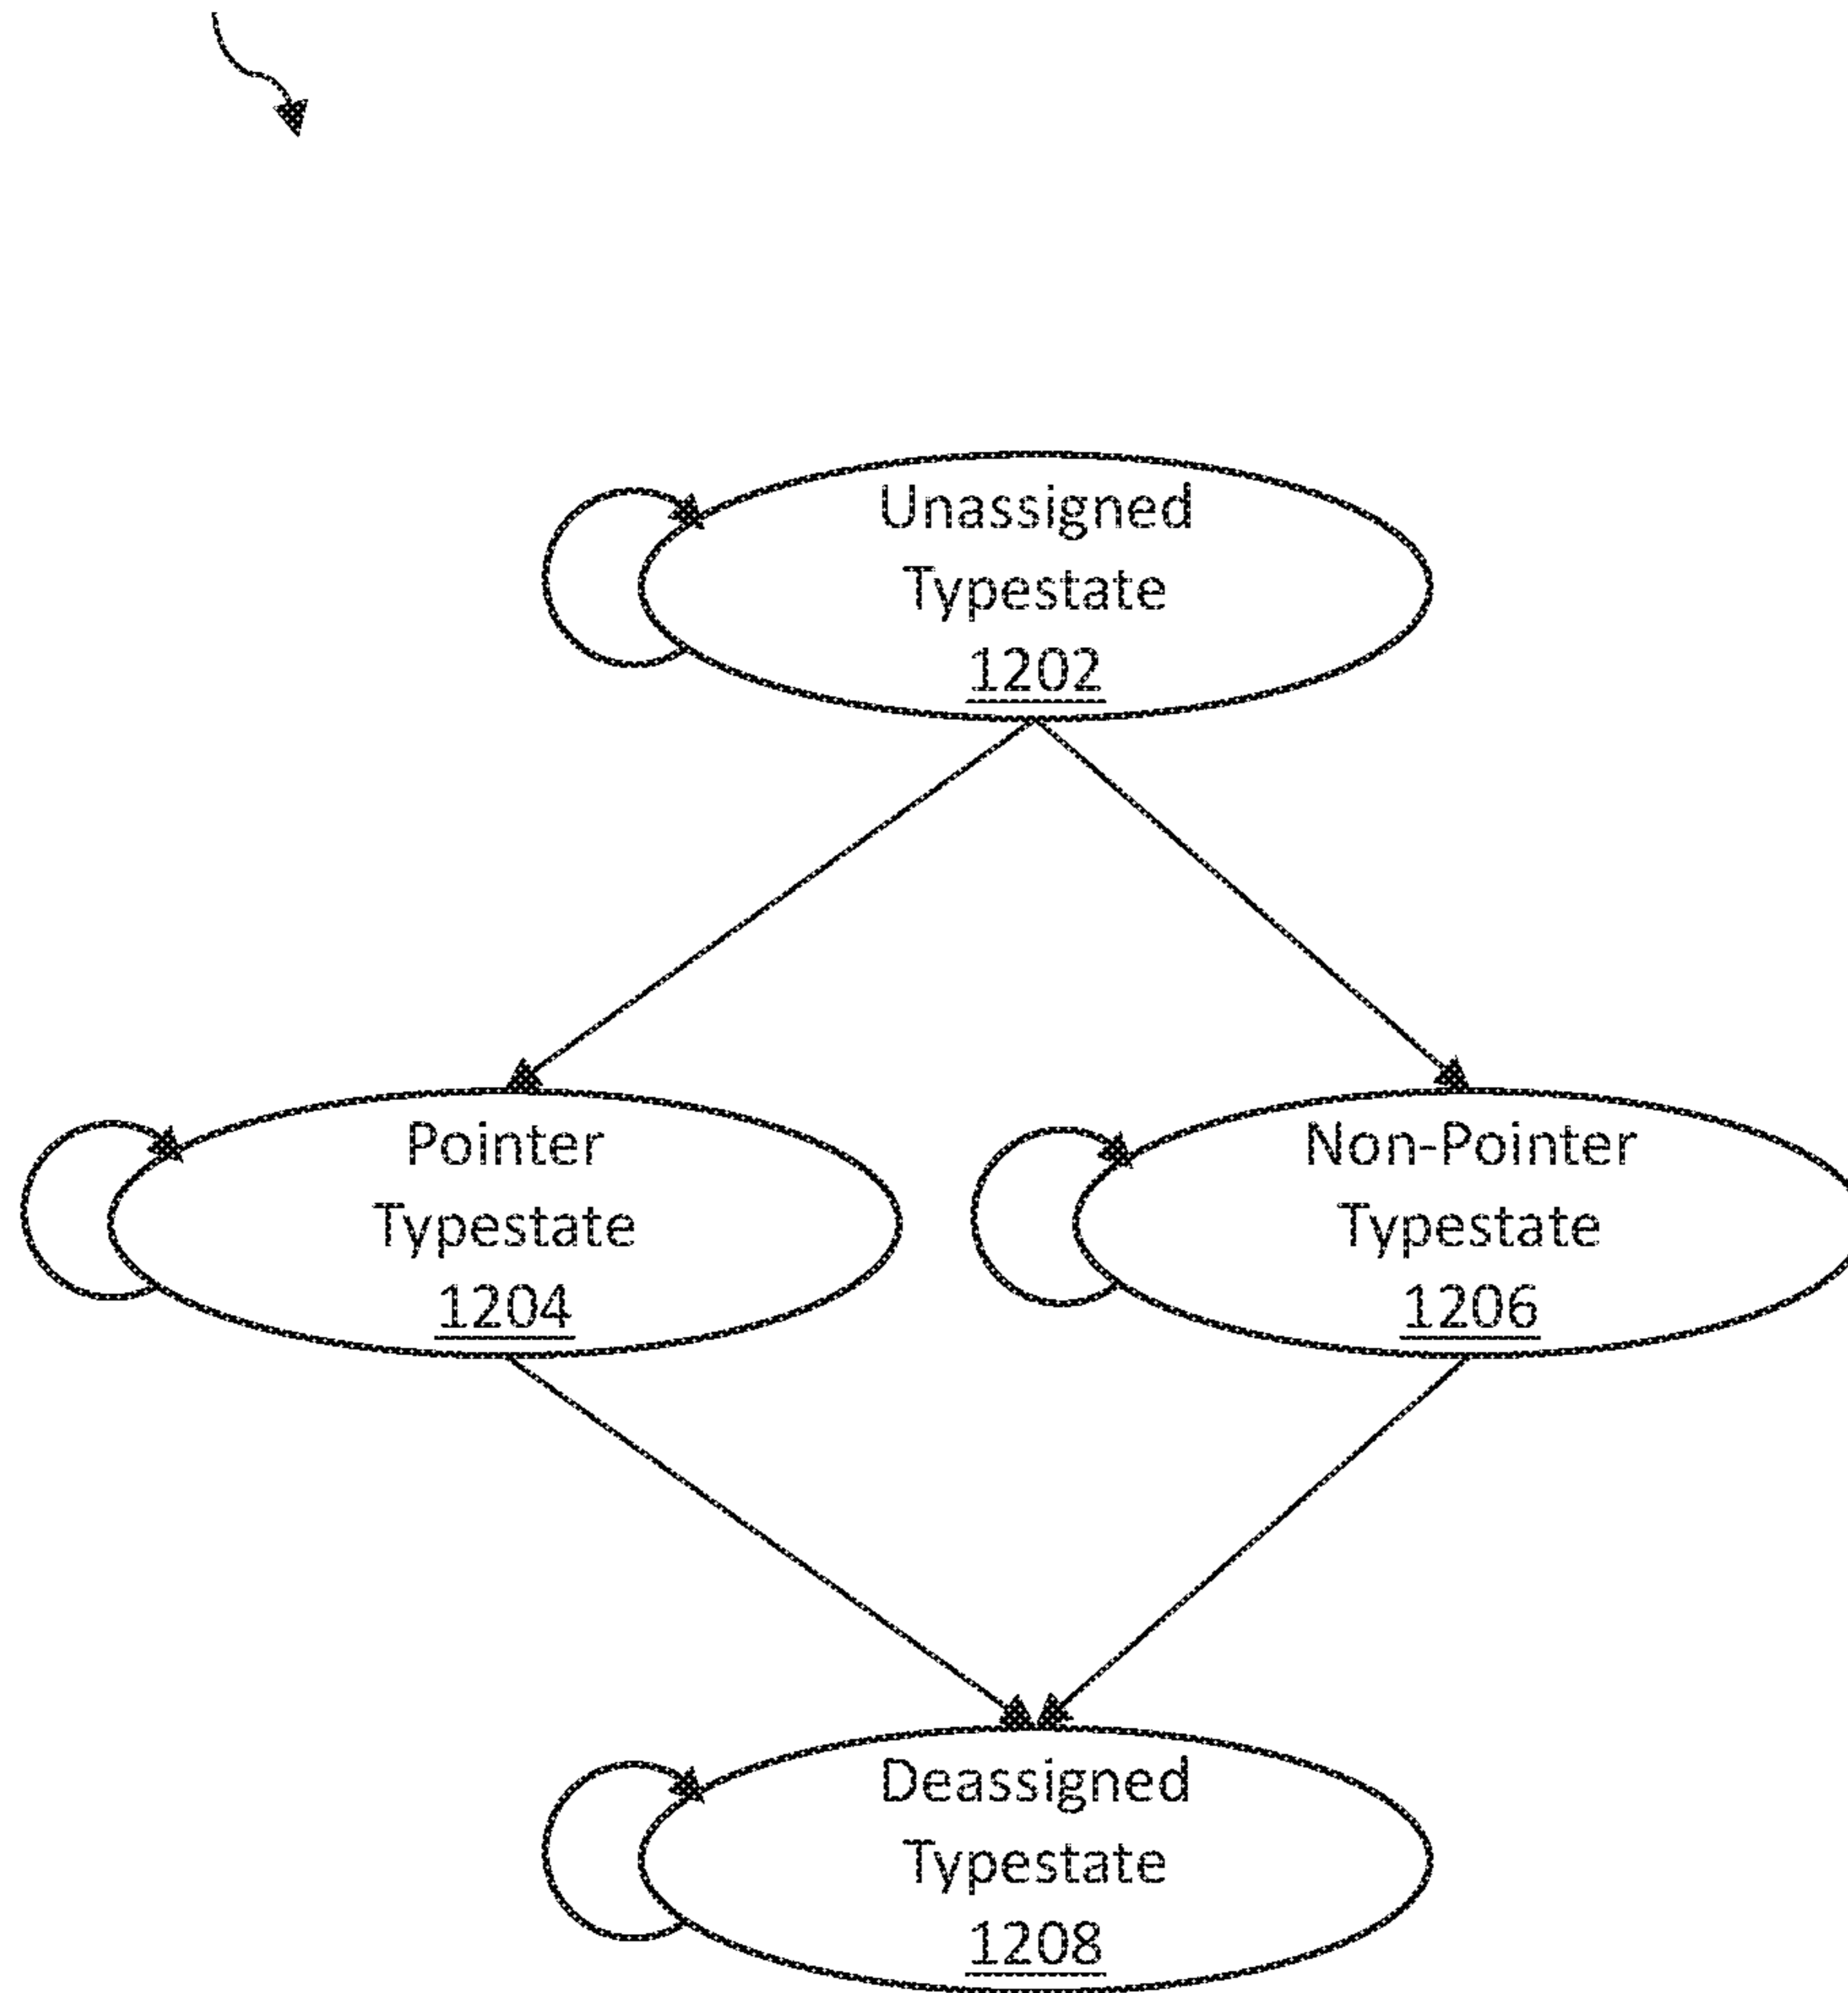 Unassigned
Typestate
1202
Pointer
Typestate
1204
Non-Pointer
Typestate
1206
Deassigned
Typestate
1208